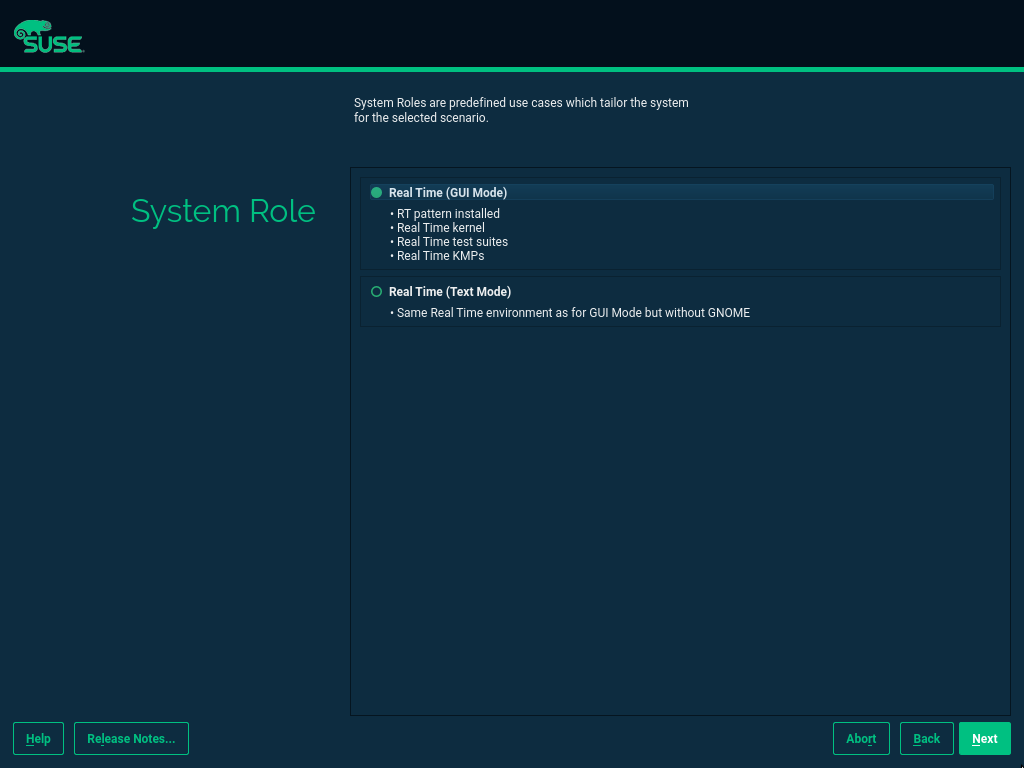 SUSE
System Roles are predefined use cases which tailor the system
for the selected scenario.
System Role
Real Time (GUI Mode)
• RT pattern installed
• Real Time kernel
• Real Time test suites
• Real Time KMPs
Real Time (Text Mode)
• Same Real Time environment as for GUI Mode but without GNOME
Help
Release Notes...
Abort
Back
Next